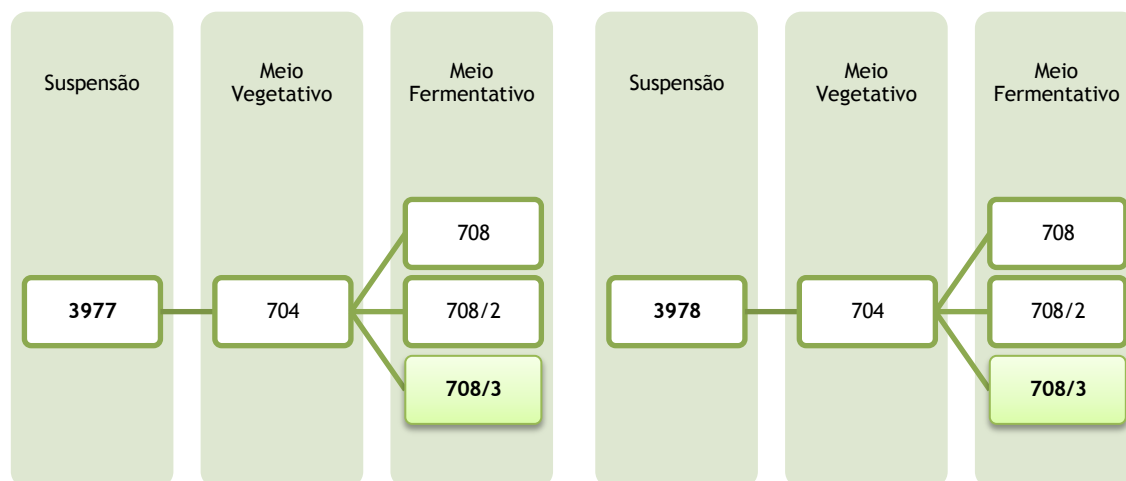 Suspensão
Meio
Vegetativo
Meio
Fermentativo
3977
704
708
708/2
708/3
Suspensão
Meio
Vegetativo
Meio
Fermentativo
3978
704
708
708/2
708/3